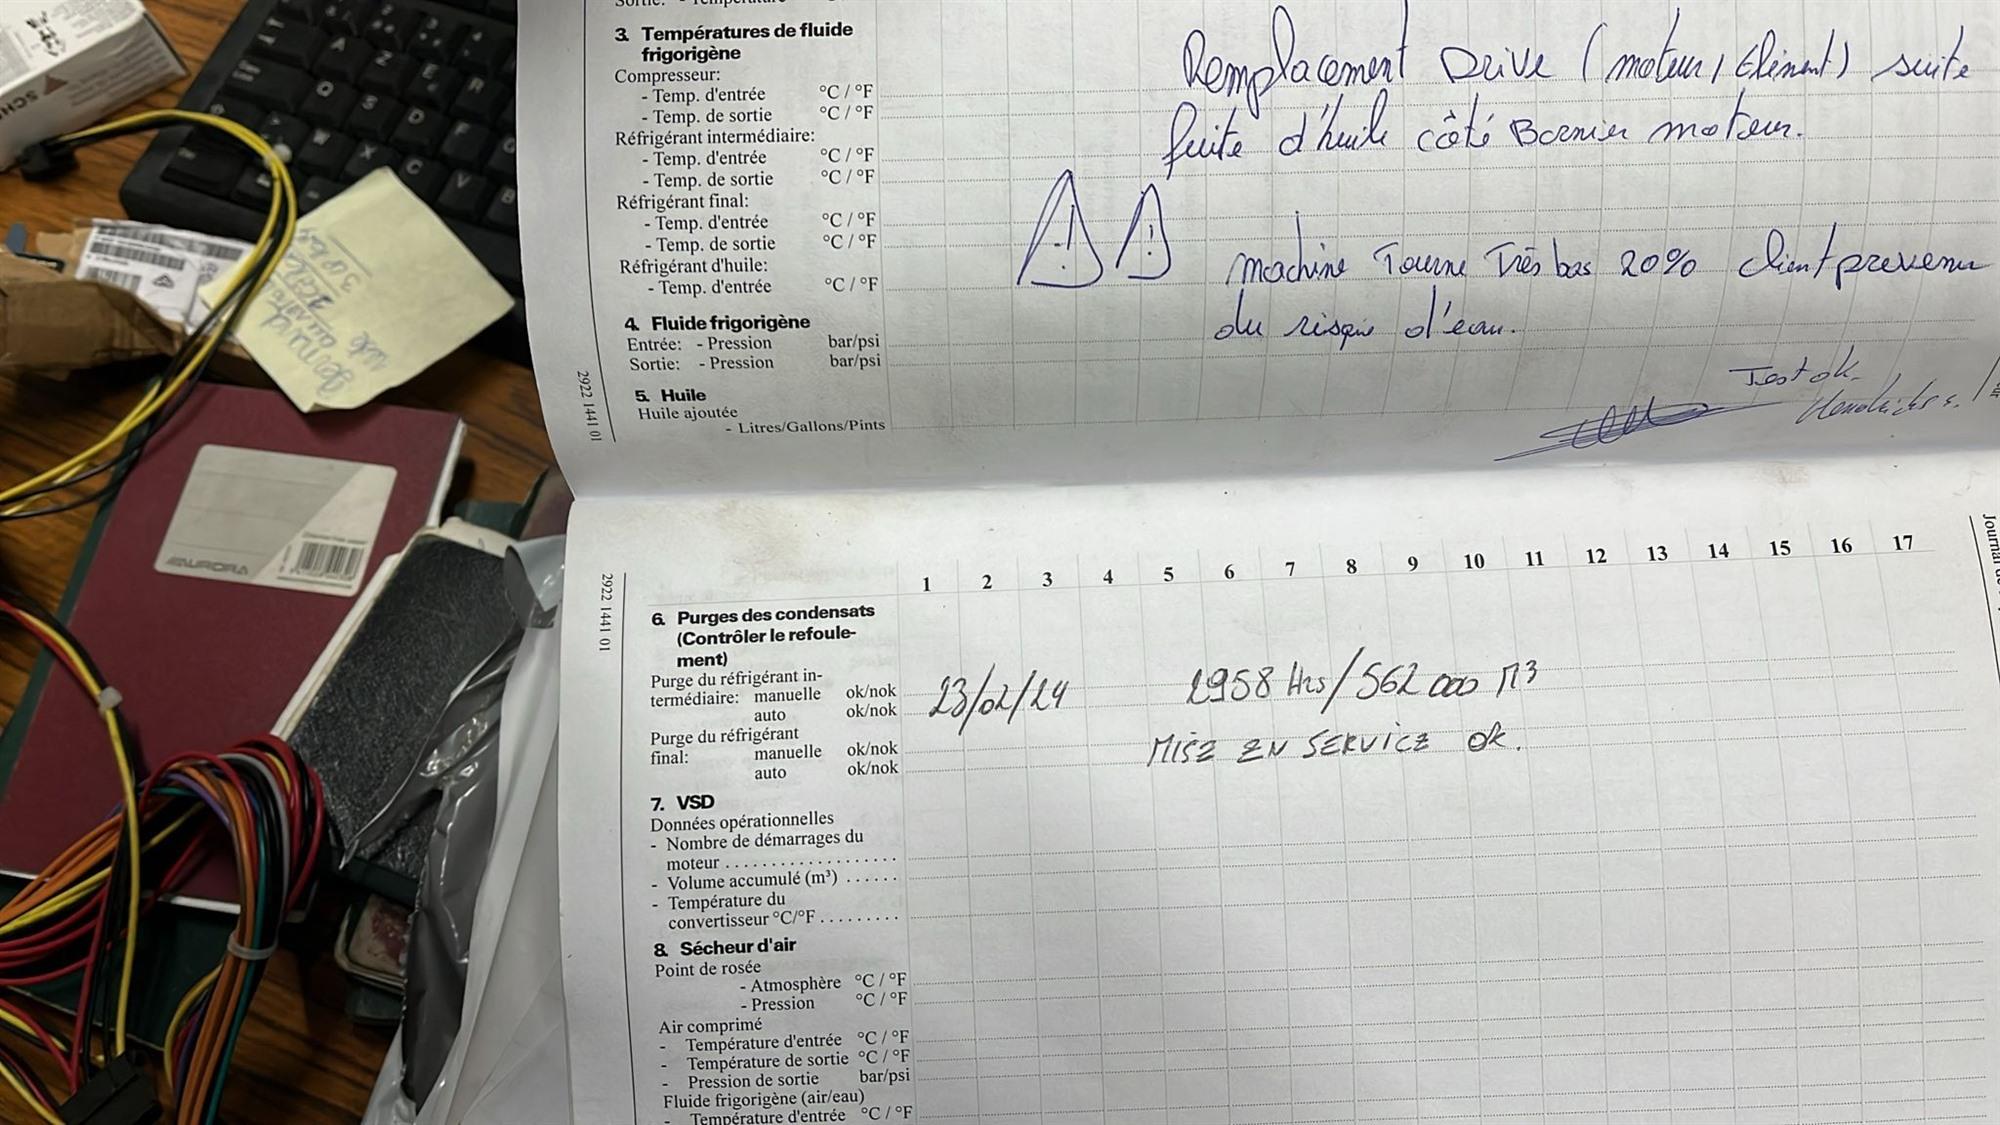 3. Températures de fluide
frigorigène
Compresseur:
- Temp. d'entrée °C / °F
- Temp. de sortie °C / °F
Réfrigérant intermédiaire:
- Temp. d'entrée °C / °F
- Temp. de sortie °C / °F
Réfrigérant final:
- Temp. d'entrée °C / °F
- Temp. de sortie °C / °F
Réfrigérant d'huile:
- Temp. d'entrée °C / °F
4. Fluide frigorigène
Entrée: - Pression bar/psi
Sortie: - Pression bar/psi
5. Huile
Huile ajoutée
- Litres/Gallons/Pints
2922 1441 01
Remplacement Drive (moteur, Elément) suite
fuite d'huile côté Bornier moteur.
machine Tourne Très bas 20% client prevenu
du risque d'eau.
Test ok.
1 2 3 4 5 6 7 8 9 10 11 12 13 14 15 16 17
2922 1441 01
6. Purges des condensats
(Contrôler le refoule-
ment)
Purge du réfrigérant in-
termédiaire: manuelle ok/nok
auto ok/nok
Purge du réfrigérant
final: manuelle ok/nok
auto ok/nok
23/02/24 2958 Hrs/562 000 M3
MISE EN SERVICE Ok.
7. VSD
Données opérationnelles
- Nombre de démarrages du
moteur . . . . . . . . . . . . . . . . . . .
- Volume accumulé (m³) . . . . . .
- Température du
convertisseur °C/°F . . . . . . . . .
8. Sécheur d'air
Point de rosée
- Atmosphère °C / °F
- Pression °C / °F
Air comprimé
- Température d'entrée °C / °F
- Température de sortie °C / °F
- Pression de sortie bar/psi
Fluide frigorigène (air/eau)
- Température d'entrée °C / °F
AURORA